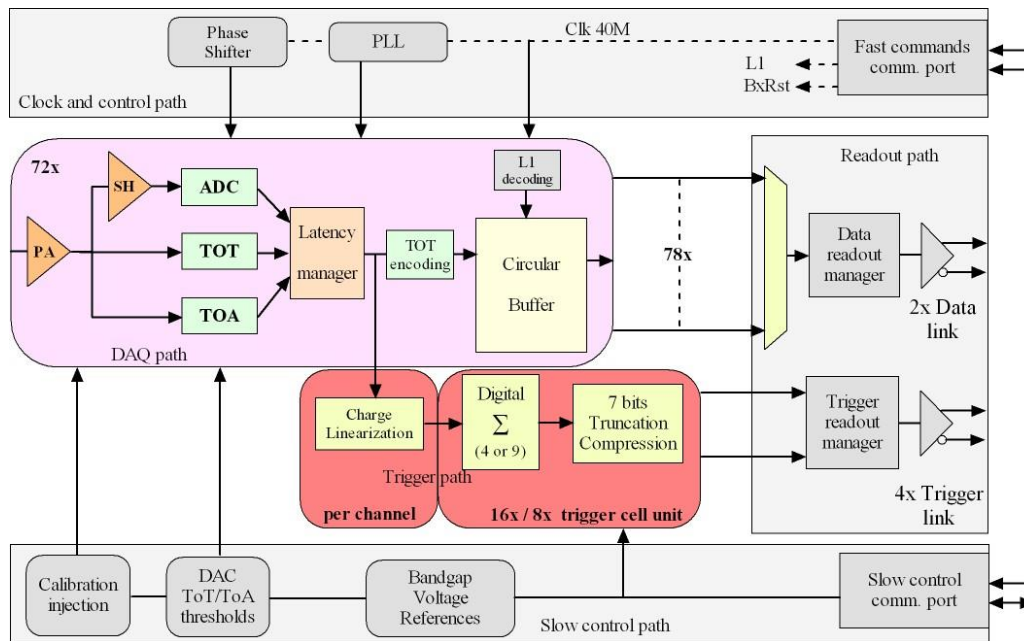 Phase
Shifter
PLL
Clk 40M
Fast commands
comm. port
L1
BxRst
Clock and control path
72x
SH
ADC
PA
TOT
TOA
Latency
manager
TOT
encoding
L1
decoding
Circular
Buffer
DAQ path
78x
Readout path
Data
readout
manager
2x Data
link
Charge
Linearization
Digital
Σ
(4 or 9)
7 bits
Truncation
Compression
Trigger path
per channel
16x / 8x trigger cell unit
Trigger
readout
manager
4x Trigger
link
Calibration
injection
DAC
ToT/ToA
thresholds
Bandgap
Voltage
References
Slow control path
Slow control
comm. port